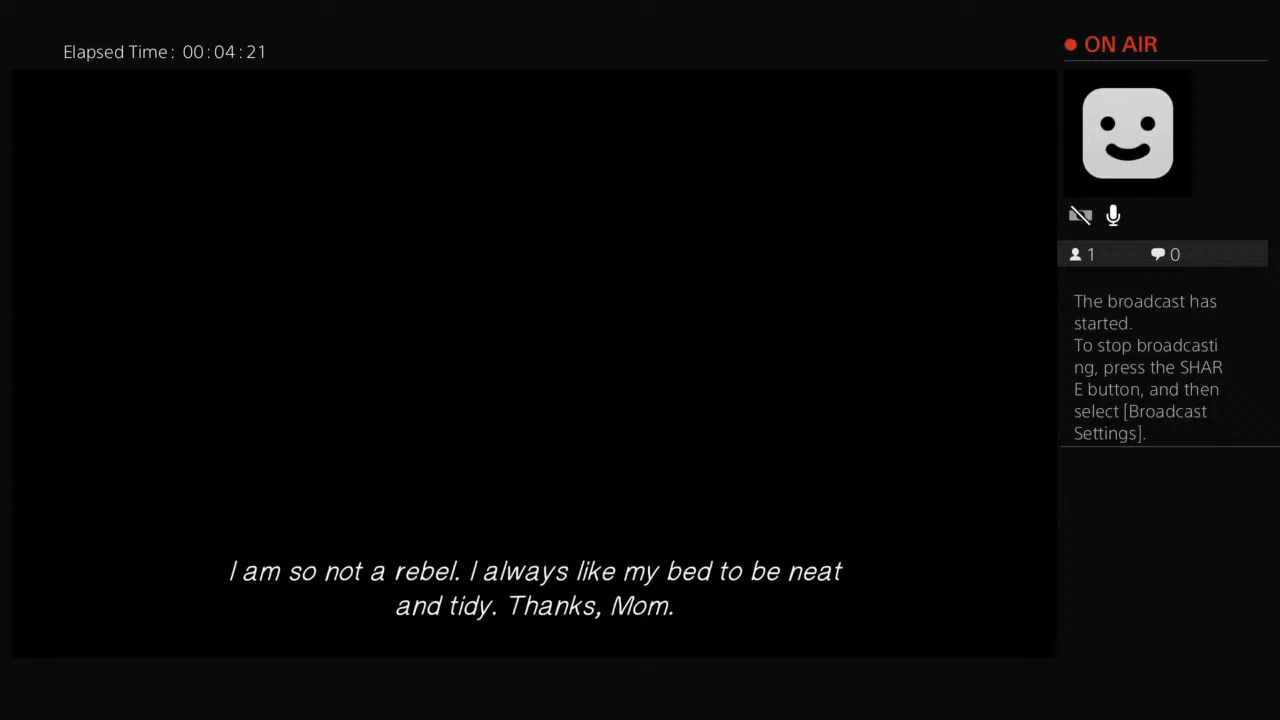 Elapsed Time: 00:04:21
ON AIR
1
0
The broadcast has
started.
To stop broadcasti
ng, press the SHAR
E button, and then
select [Broadcast
Settings].
I am so not a rebel. I always like my bed to be neat
and tidy. Thanks, Mom.